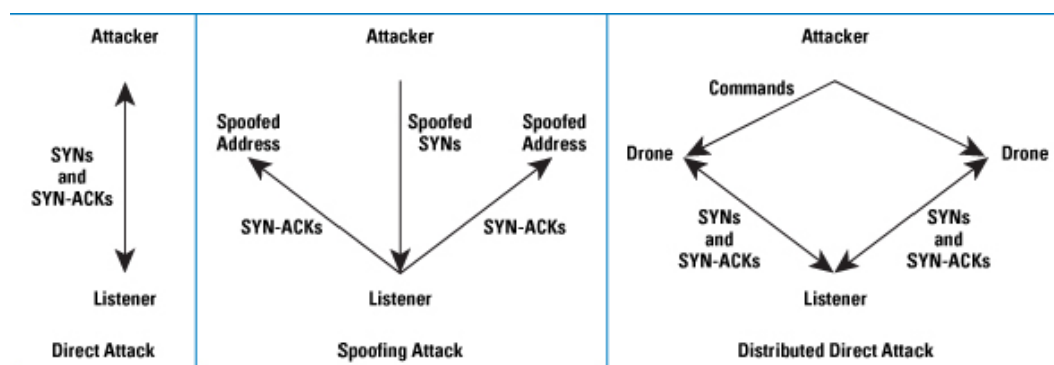 Attacker
SYNs
and
SYN-ACKs
Listener
Direct Attack
Attacker
Spoofed
Address
Spoofed
SYNs
Spoofed
Address
SYN-ACKs
SYN-ACKs
Listener
Spoofing Attack
Attacker
Commands
Drone
Drone
SYNs
and
SYN-ACKs
SYNs
and
SYN-ACKs
Listener
Distributed Direct Attack